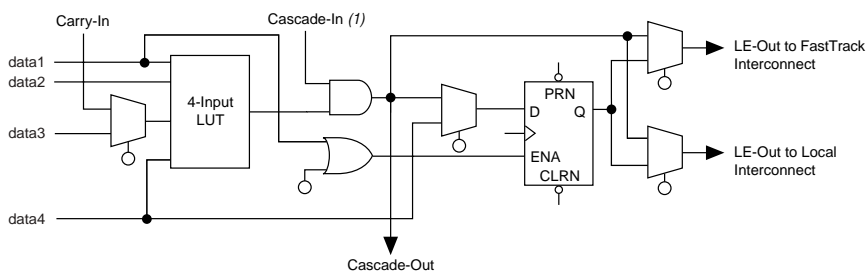 Carry-In
Cascade-In (1)
LE-Out to FastTrack
Interconnect
data1
data2
4-Input
LUT
data3
PRN
D
Q
ENA
CLRN
LE-Out to Local
Interconnect
data4
Cascade-Out